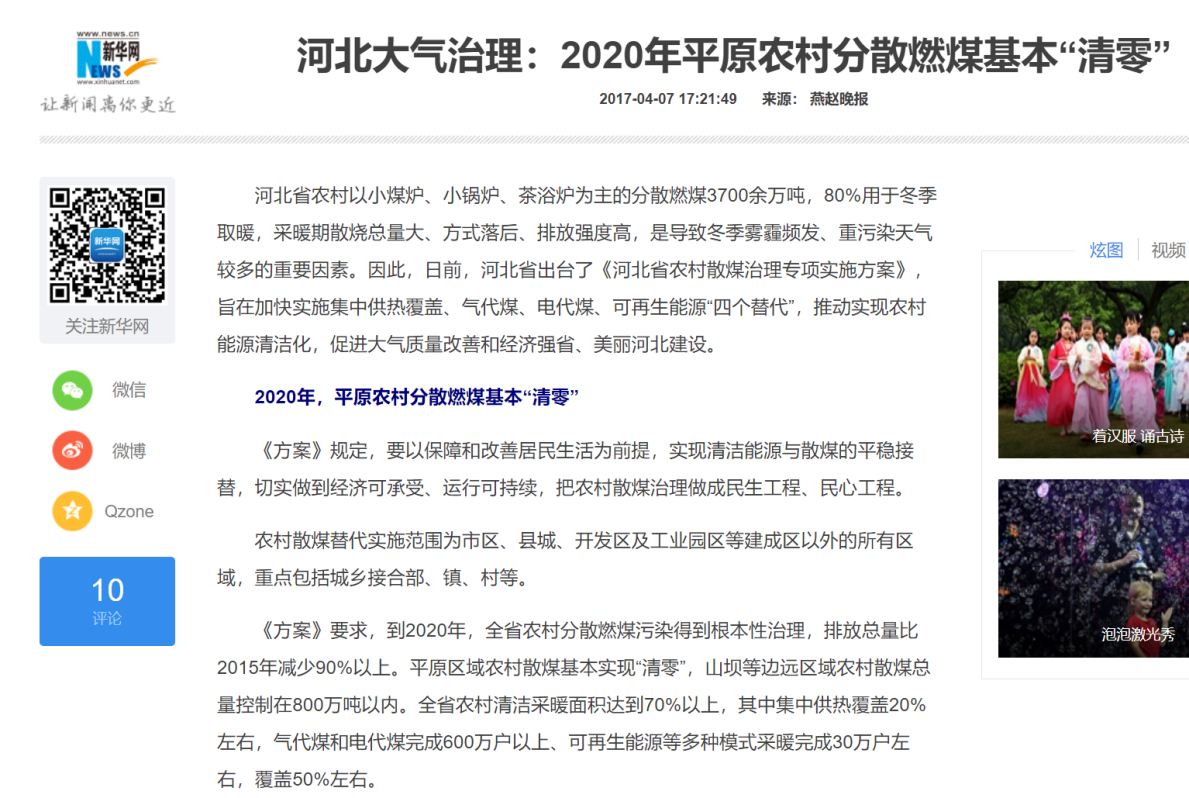 www.news.cn
新华网
NEWS
www.xinhuanet.com
让新闻离你更近
河北大气治理：2020年平原农村分散燃煤基本“清零”
2017-04-07 17:21:49 来源： 燕赵晚报
新华网
关注新华网
微信
微博
Qzone
10
评论
河北省农村以小煤炉、小锅炉、茶浴炉为主的分散燃煤3700余万吨，80%用于冬季
取暖，采暖期散烧总量大、方式落后、排放强度高，是导致冬季雾霾频发、重污染天气
较多的重要因素。因此，日前，河北省出台了《河北省农村散煤治理专项实施方案》，
旨在加快实施集中供热覆盖、气代煤、电代煤、可再生能源“四个替代”，推动实现农村
能源清洁化，促进大气质量改善和经济强省、美丽河北建设。
2020年，平原农村分散燃煤基本“清零”
《方案》规定，要以保障和改善居民生活为前提，实现清洁能源与散煤的平稳接
替，切实做到经济可承受、运行可持续，把农村散煤治理做成民生工程、民心工程。
农村散煤替代实施范围为市区、县城、开发区及工业园区等建成区以外的所有区
域，重点包括城乡接合部、镇、村等。
《方案》要求，到2020年，全省农村分散燃煤污染得到根本性治理，排放总量比
2015年减少90%以上。平原区域农村散煤基本实现“清零”，山坝等边远区域农村散煤总
量控制在800万吨以内。全省农村清洁采暖面积达到70%以上，其中集中供热覆盖20%
左右，气代煤和电代煤完成600万户以上、可再生能源等多种模式采暖完成30万户左
右，覆盖50%左右。
炫图 视频
着汉服 诵古诗
泡泡激光秀